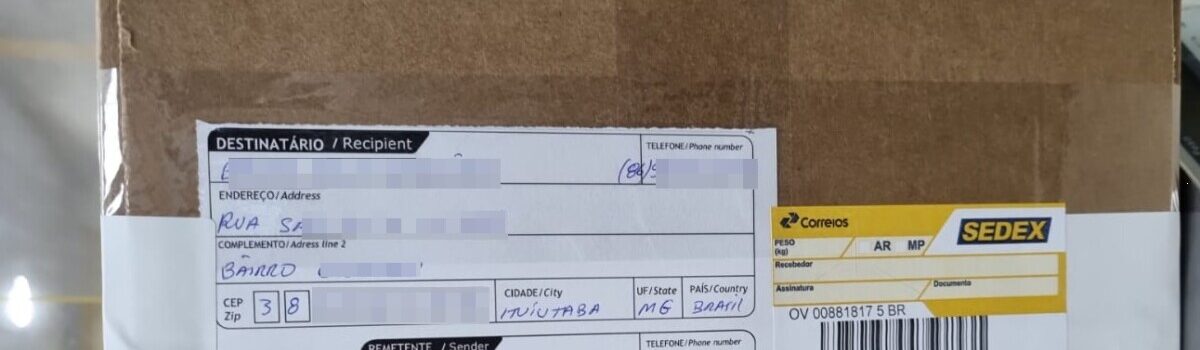 DESTINATÁRIO / Recipient
TELEFONE/Phone number
(86)
ENDEREÇO/Address
RUA SA
COMPLEMENTO/Adress line 2
BAIRRO
CEP
Zip
3 8
CIDADE/City
ITUIUTABA
UF/State
MG
PAÍS/Country
BRASIL
REMETENTE / Sender
TELEFONE/Phone number
Correios
SEDEX
PESO
(kg)
AR MP
Recebedor
Assinatura
Documento
OV 00881817 5 BR